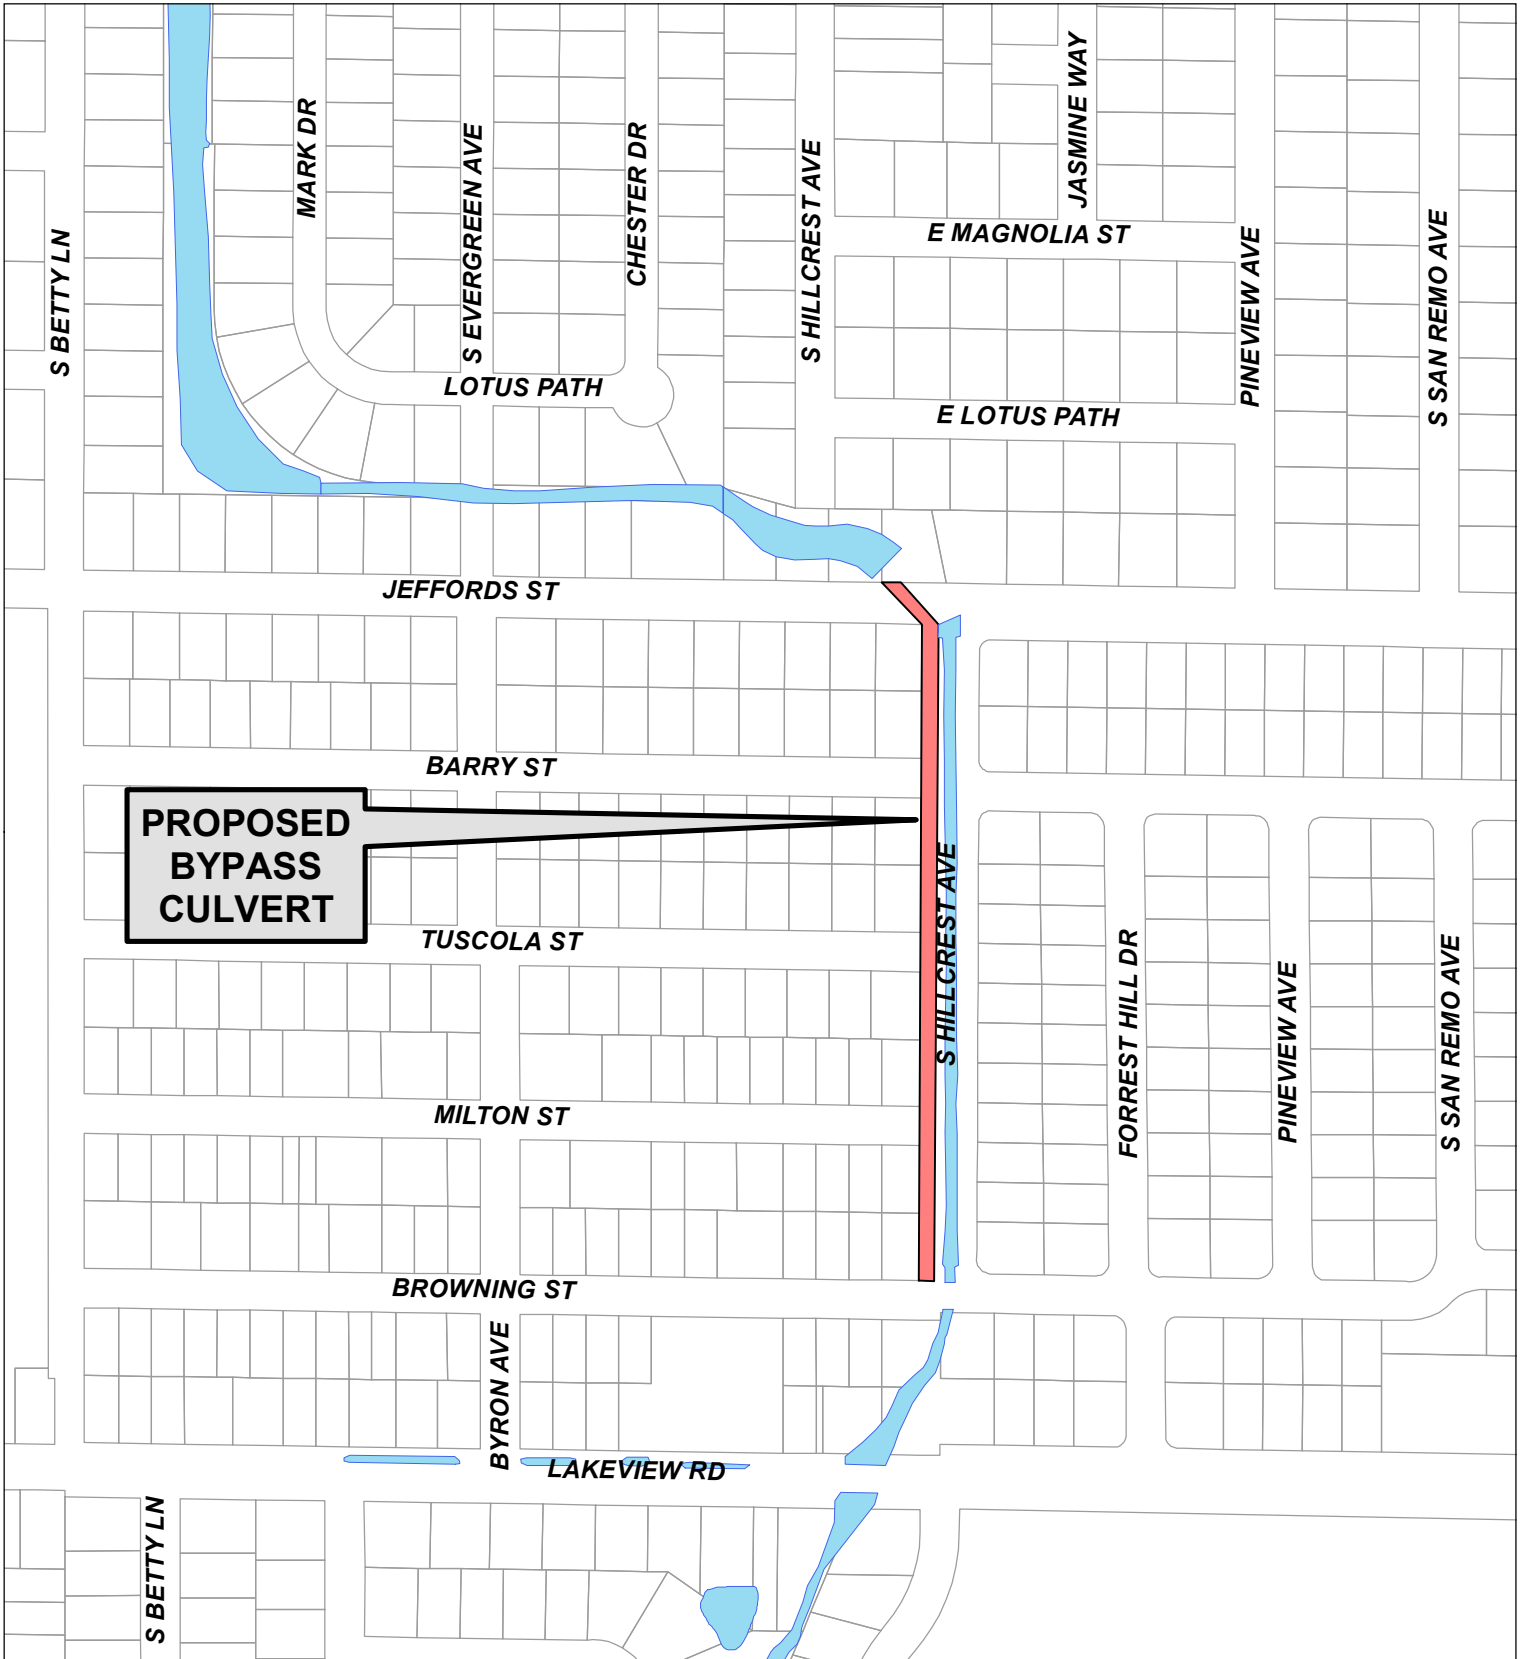 JASMINE WAY
MARK DR
S EVERGREEN AVE
CHESTER DR
S HILLCREST AVE
E MAGNOLIA ST
S BETTY LN
PINEVIEW AVE
S SAN REMO AVE
LOTUS PATH
E LOTUS PATH
JEFFORDS ST
BARRY ST
PROPOSED
BYPASS
CULVERT
S HILLCREST AVE
TUSCOLA ST
FORREST HILL DR
PINEVIEW AVE
S SAN REMO AVE
MILTON ST
BROWNING ST
BYRON AVE
LAKEVIEW RD
S BETTY LN